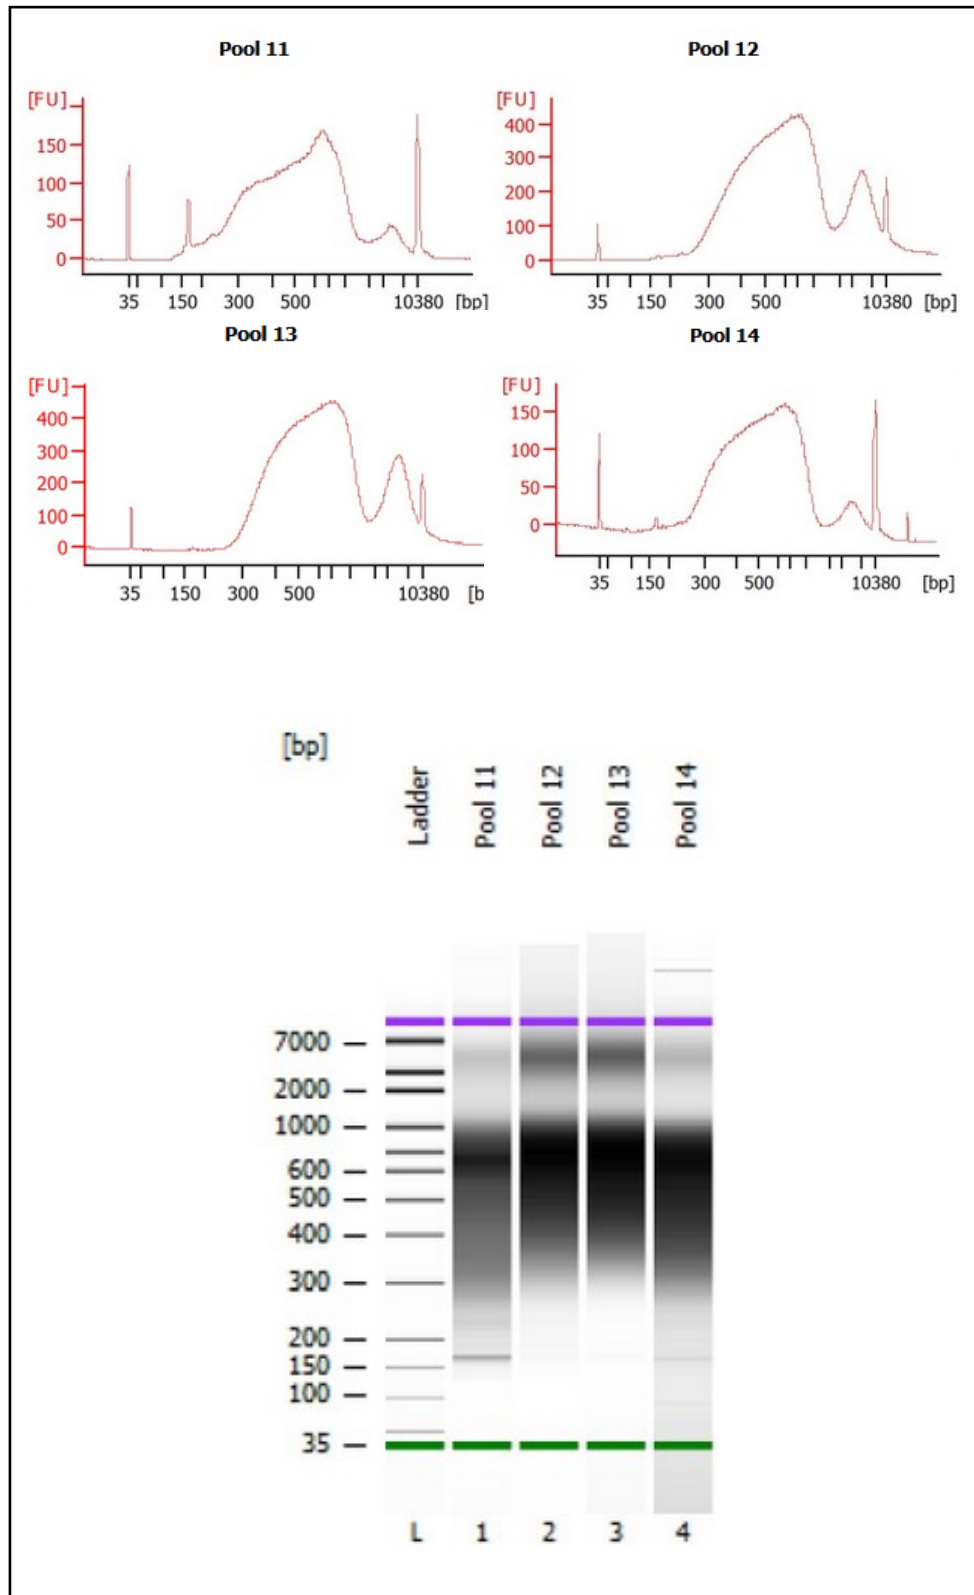 Pool 11
Pool 12
[FU]
150
100
50
0
35 150 300 500 10380 [bp]
[FU]
400
300
200
100
0
35 150 300 500 10380 [bp]
Pool 13
Pool 14
[FU]
400
300
200
100
0
35 150 300 500 10380 [b
[FU]
150
100
50
0
35 150 300 500 10380 [bp]
[bp]
Ladder
Pool 11
Pool 12
Pool 13
Pool 14
7000
2000
1000
600
500
400
300
200
150
100
35
L 1 2 3 4